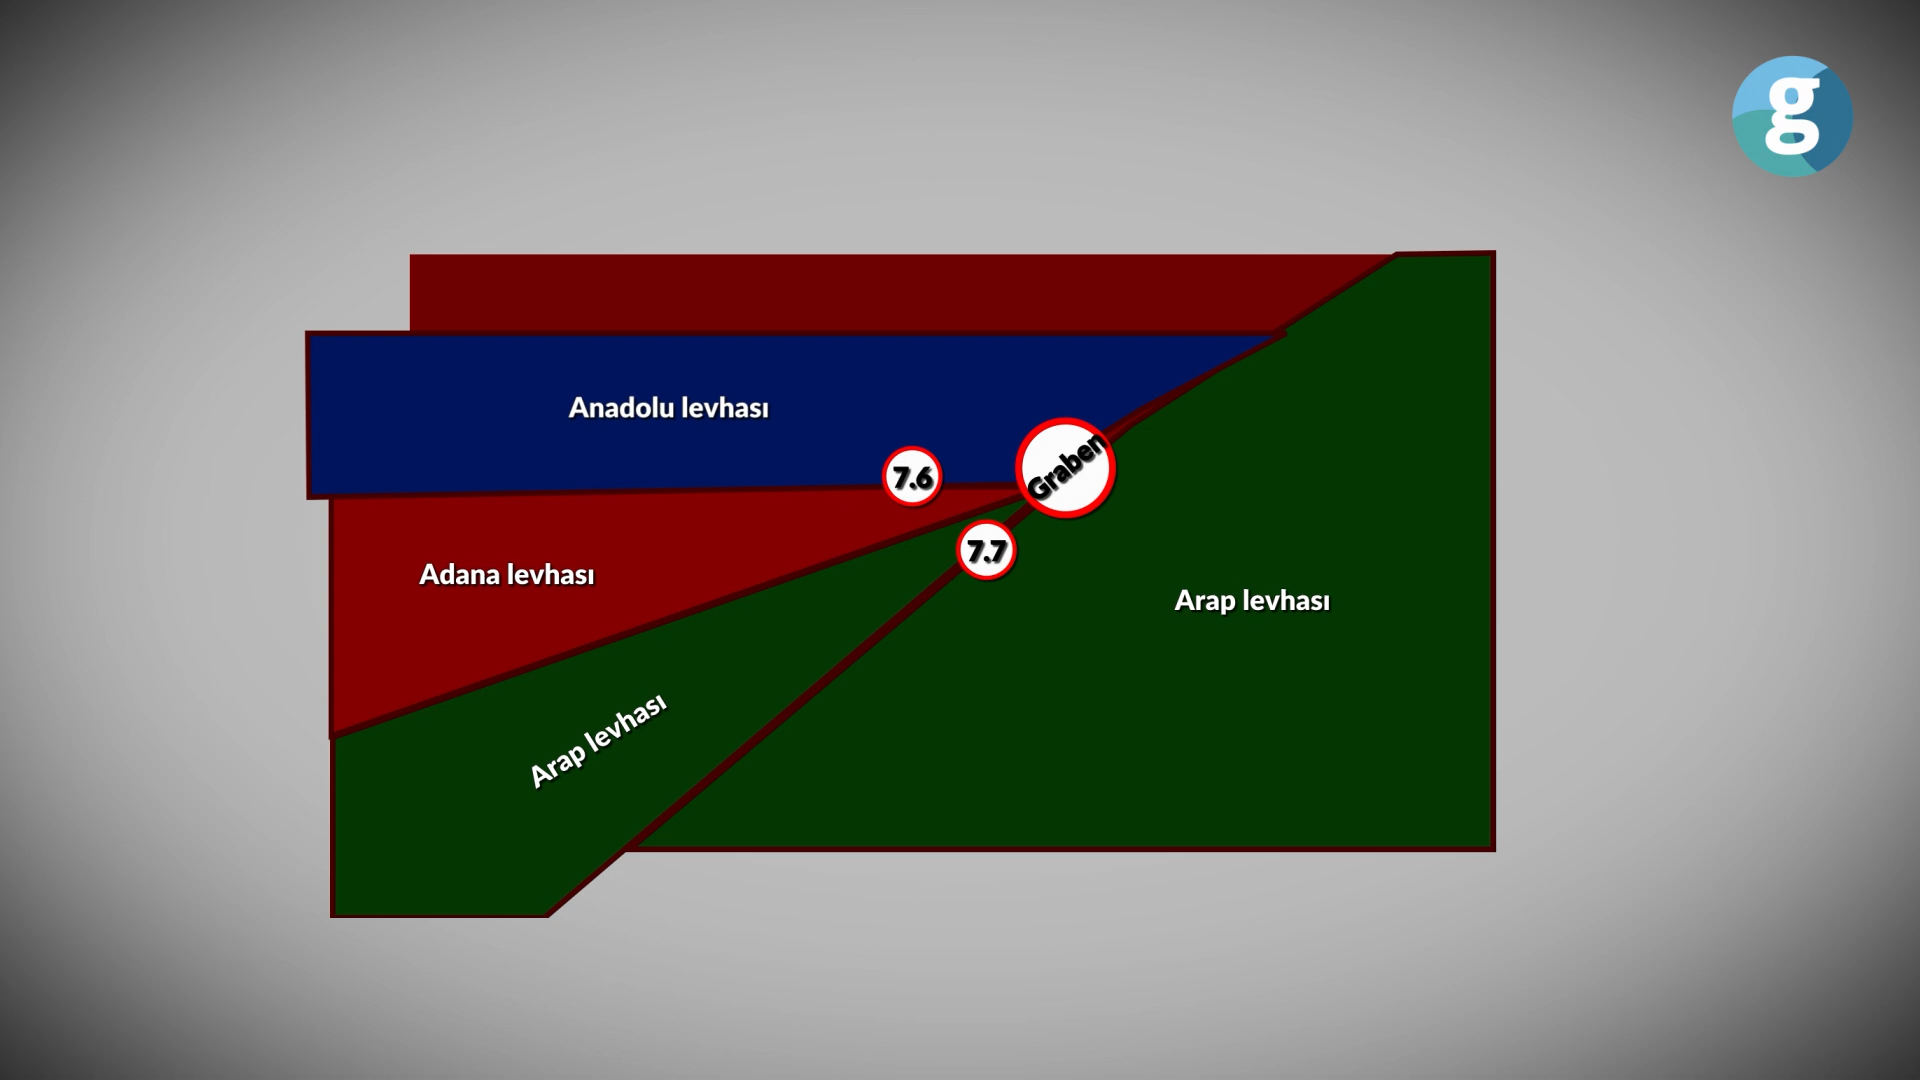 g
Anadolu levhası
7.6
Graben
7.7
Adana levhası
Arap levhası
Arap levhası